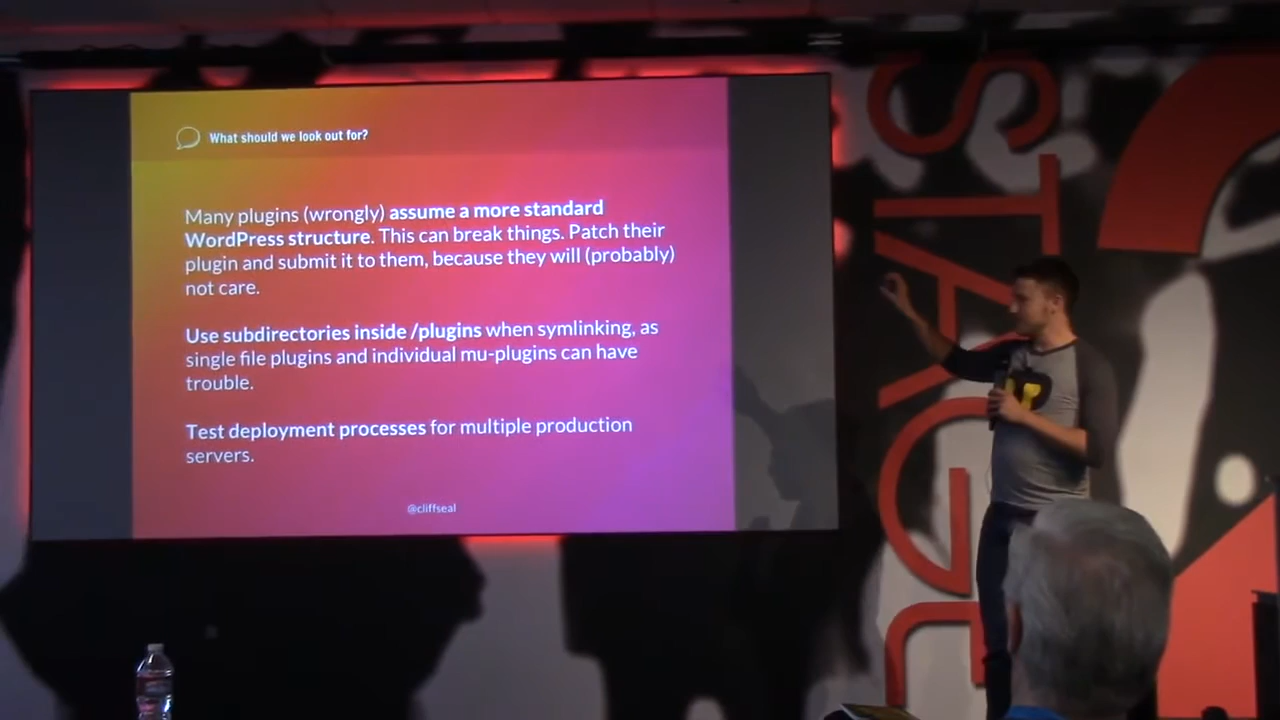 What should we look out for?
Many plugins (wrongly) assume a more standard
WordPress structure. This can break things. Patch their
plugin and submit it to them, because they will (probably)
not care.
Use subdirectories inside /plugins when symlinking, as
single file plugins and individual mu-plugins can have
trouble.
Test deployment processes for multiple production
servers.
@cliffseal
STAGE